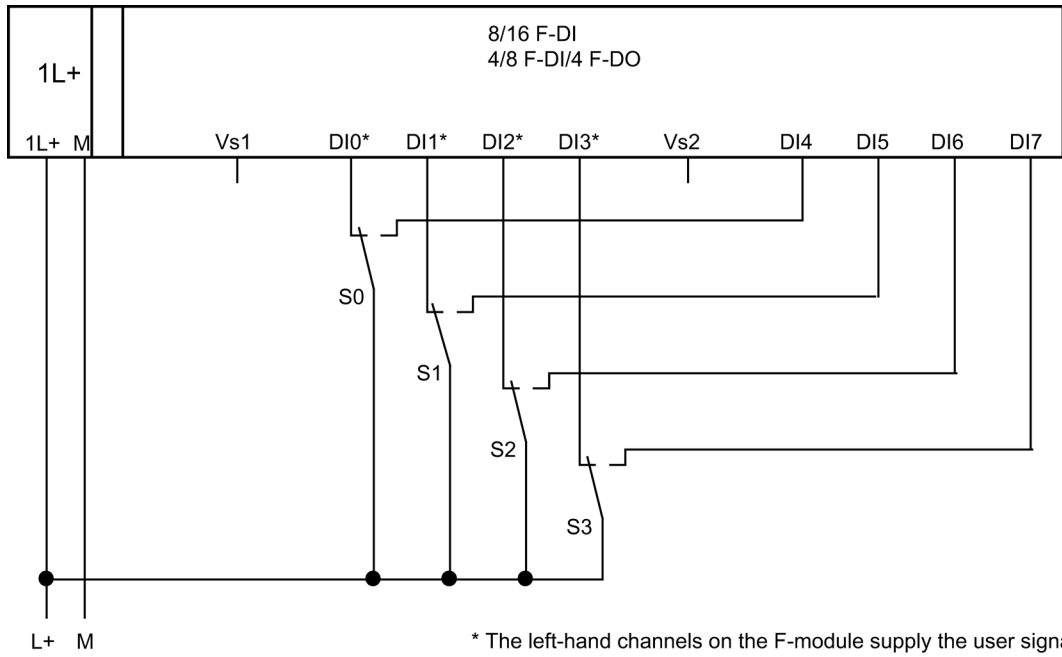 8/16 F-DI
4/8 F-DI/4 F-DO
1L+
1L+ M Vs1 DI0* DI1* DI2* DI3* Vs2 DI4 DI5 DI6 DI7
S0
S1
S2
S3
L+ M
* The left-hand channels on the F-module supply the user